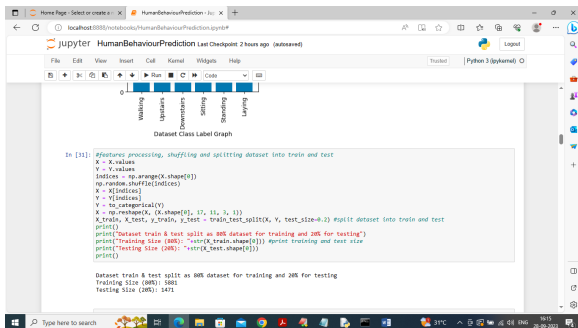 Home Page - Select or create a n
HumanBehaviourPrediction - Jup
localhost:8888/notebooks/HumanBehaviourPrediction.ipynb#
jupyter HumanBehaviourPrediction Last Checkpoint: 2 hours ago (autosaved)
Logout
File Edit View Insert Cell Kernel Widgets Help
Trusted
Python 3 (ipykernel)
Run
Code
0
Walking
Upstairs
Downstairs
Sitting
Standing
Laying
Dataset Class Label Graph
In [31]:
#features processing, shuffling and splitting dataset into train and test
X = X.values
Y = Y.values
indices = np.arange(X.shape[0])
np.random.shuffle(indices)
X = X[indices]
Y = Y[indices]
Y = to_categorical(Y)
X = np.reshape(X, (X.shape[0], 17, 11, 3, 1))
X_train, X_test, y_train, y_test = train_test_split(X, Y, test_size=0.2) #split dataset into train and test
print()
print("Dataset train & test split as 80% dataset for training and 20% for testing")
print("Training Size (80%): "+str(X_train.shape[0])) #print training and test size
print("Testing Size (20%): "+str(X_test.shape[0]))
print()
Dataset train & test split as 80% dataset for training and 20% for testing
Training Size (80%): 5881
Testing Size (20%): 1471
Type here to search
31°C
ENG
16:15
28-09-2023